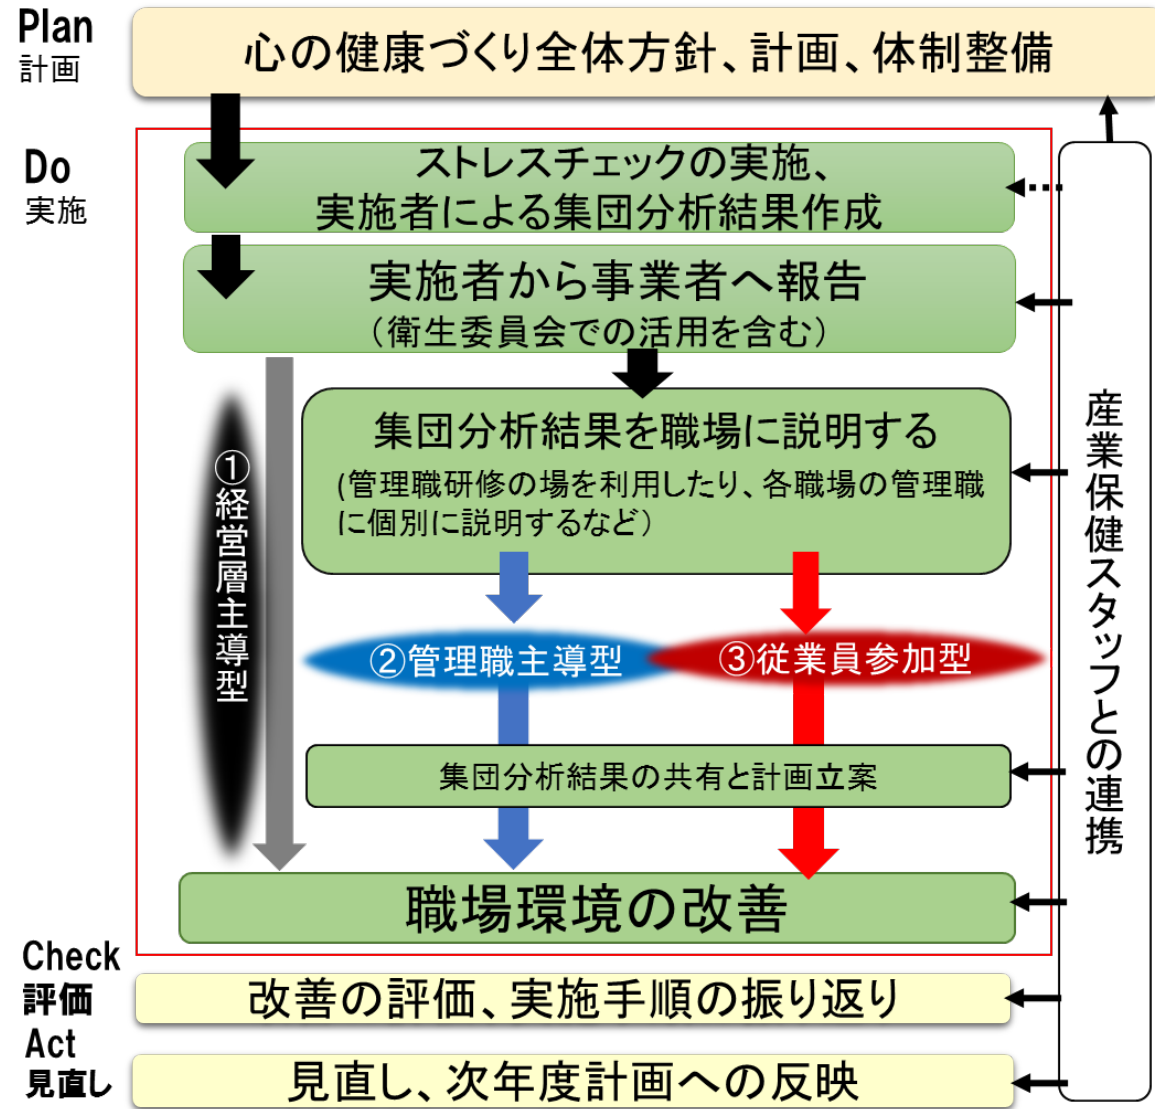 Plan
計画
心の健康づくり全体方針、計画、体制整備
Do
実施
ストレスチェックの実施、
実施者による集団分析結果作成
実施者から事業者へ報告
（衛生委員会での活用を含む）
集団分析結果を職場に説明する
(管理職研修の場を利用したり、各職場の管理職
に個別に説明するなど）
①経営層主導型
②管理職主導型
③従業員参加型
集団分析結果の共有と計画立案
職場環境の改善
産業保健スタッフとの連携
Check
評価
改善の評価、実施手順の振り返り
Act
見直し
見直し、次年度計画への反映